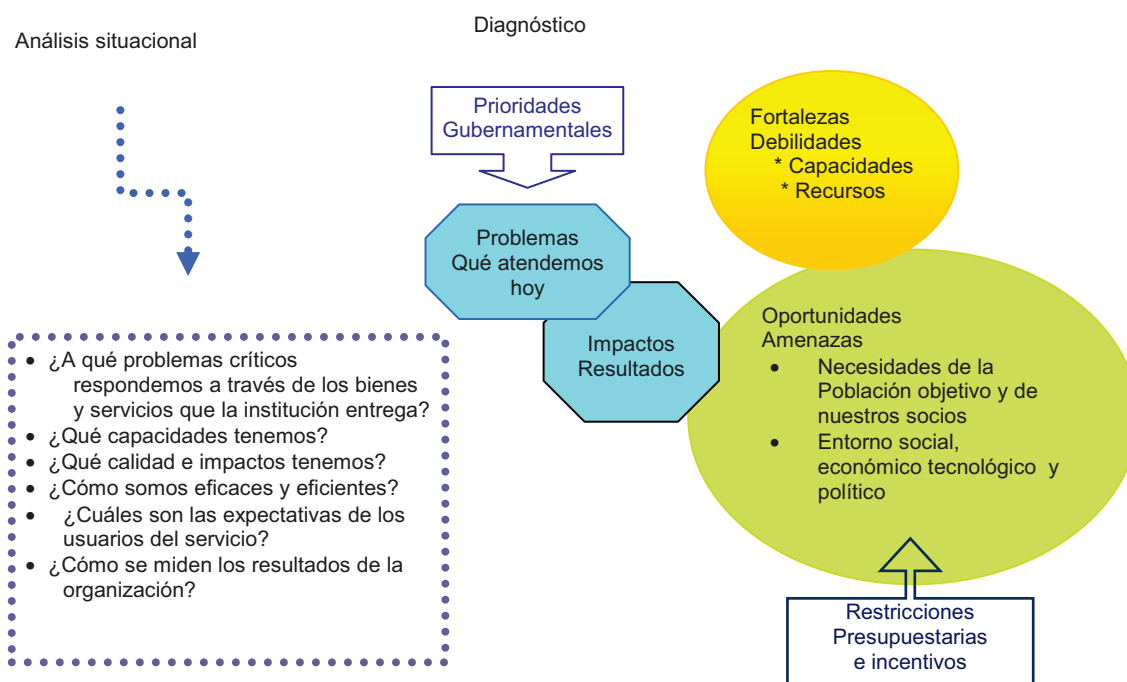 Análisis situacional
Diagnóstico
Prioridades
Gubernamentales
Fortalezas
Debilidades
* Capacidades
* Recursos
Problemas
Qué atendemos
hoy
Impactos
Resultados
Oportunidades
Amenazas
• Necesidades de la
Población objetivo y de
nuestros socios
• Entorno social,
económico tecnológico y
político
• ¿A qué problemas críticos
respondemos a través de los bienes
y servicios que la institución entrega?
• ¿Qué capacidades tenemos?
• ¿Qué calidad e impactos tenemos?
• ¿Cómo somos eficaces y eficientes?
• ¿Cuáles son las expectativas de los
usuarios del servicio?
• ¿Cómo se miden los resultados de la
organización?
Restricciones
Presupuestarias
e incentivos